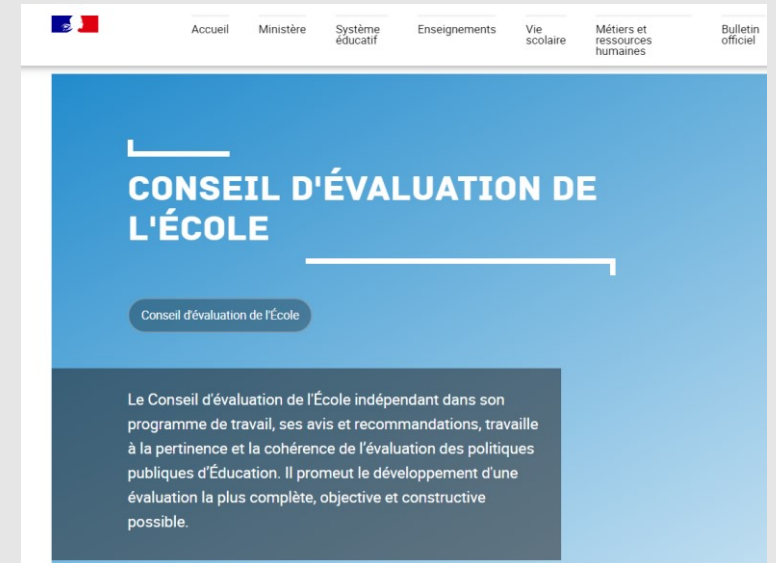 Accueil
Ministère
Système
éducatif
Enseignements
Vie
scolaire
Métiers et
ressources
humaines
Bulletin
officiel
CONSEIL D'ÉVALUATION DE
L'ÉCOLE
Conseil d'évaluation de l'École
Le Conseil d'évaluation de l'École indépendant dans son
programme de travail, ses avis et recommandations, travaille
à la pertinence et la cohérence de l'évaluation des politiques
publiques d'Éducation. Il promeut le développement d'une
évaluation la plus complète, objective et constructive
possible.